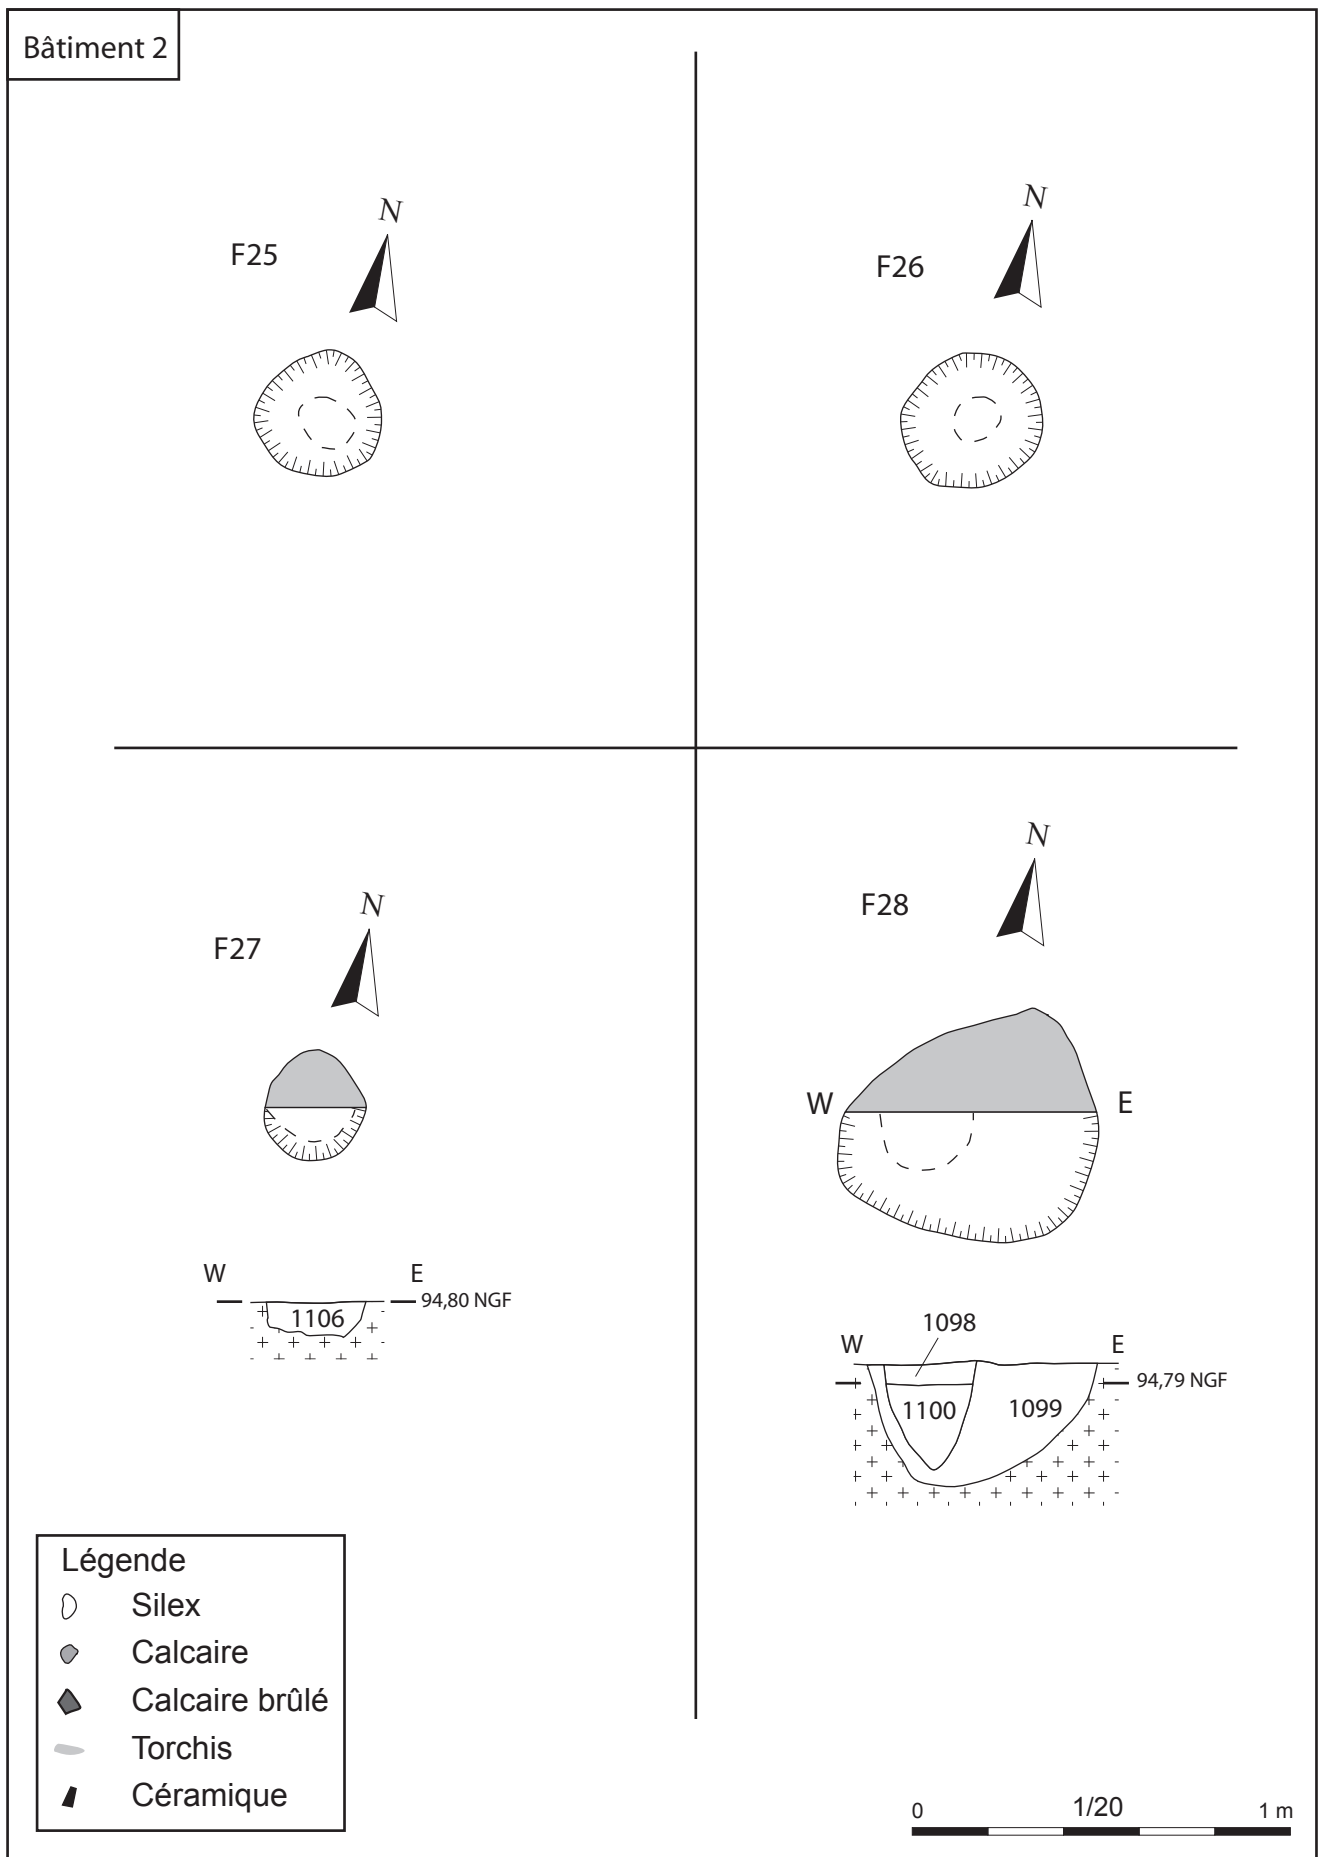 Bâtiment 2
N
F25
N
F26
N
F27
W E
94,80 NGF
1106
N
F28
W E
1098
W E
94,79 NGF
1100 1099
Légende
Silex
Calcaire
Calcaire brûlé
Torchis
Céramique
0 1/20 1 m